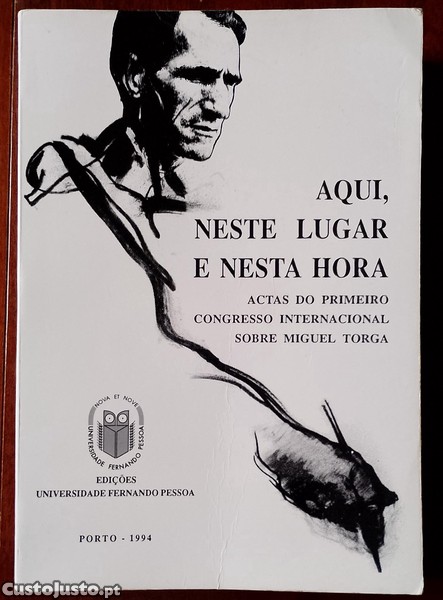 AQUI,
NESTE LUGAR
E NESTA HORA
ACTAS DO PRIMEIRO
CONGRESSO INTERNACIONAL
SOBRE MIGUEL TORGA
NOVA ET NOVE
UNIVERSIDADE FERNANDO PESSOA
EDIÇÕES
UNIVERSIDADE FERNANDO PESSOA
PORTO - 1994
CustoJusto.pt